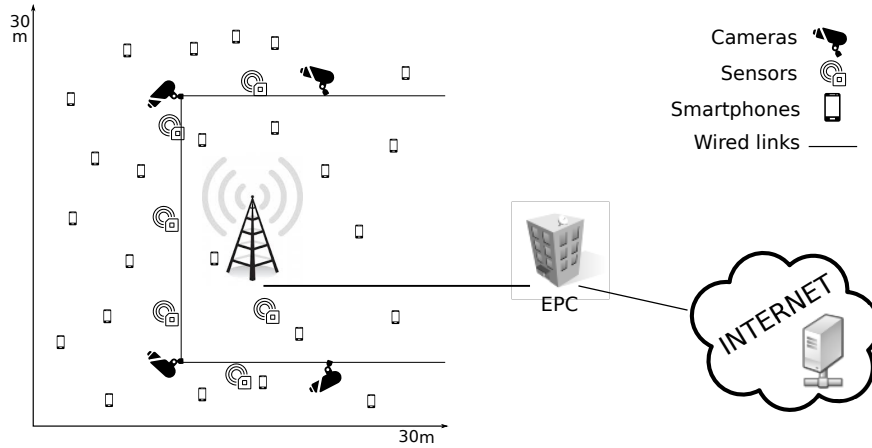 30
m
Cameras
Sensors
Smartphones
Wired links
EPC
INTERNET
30m